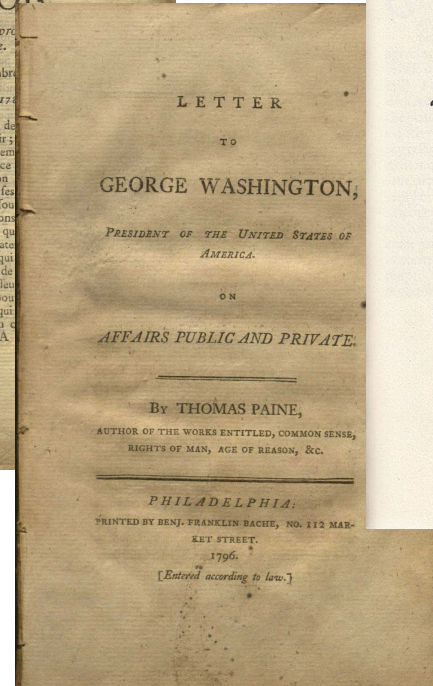 LETTER
TO
GEORGE WASHINGTON,
PRESIDENT OF THE UNITED STATES OF
AMERICA.
ON
AFFAIRS PUBLIC AND PRIVATE.
BY THOMAS PAINE,
AUTHOR OF THE WORKS ENTITLED, COMMON SENSE,
RIGHTS OF MAN, AGE OF REASON, &C.
PHILADELPHIA:
PRINTED BY BENJ. FRANKLIN BACHE, NO. 112 MAR-
KET STREET.
1796.
[Entered according to law.]